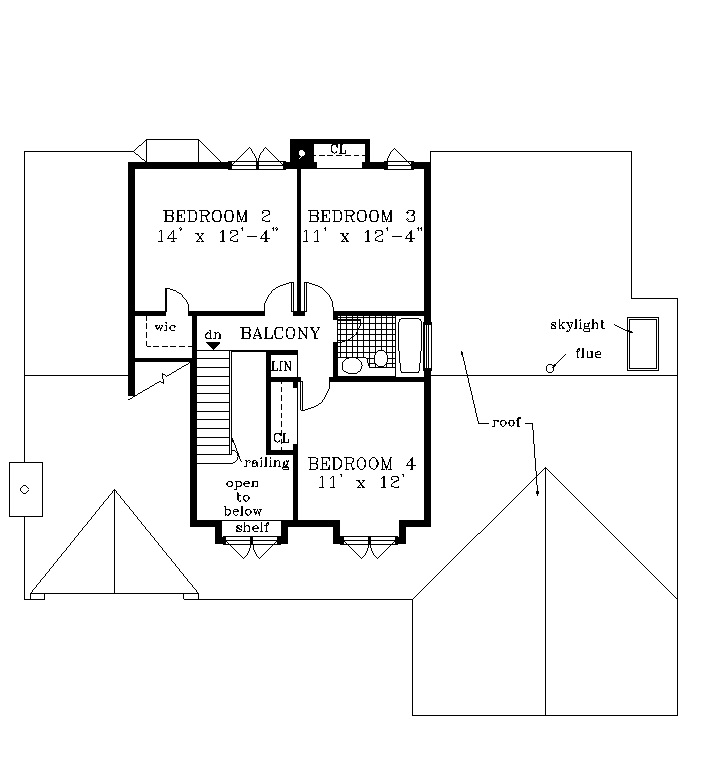 CL
BEDROOM 2
14' x 12'-4"
BEDROOM 3
11' x 12'-4"
wic
dn
BALCONY
skylight
flue
LIN
roof
CL
railing
BEDROOM 4
11' x 12'
open
to
below
shelf